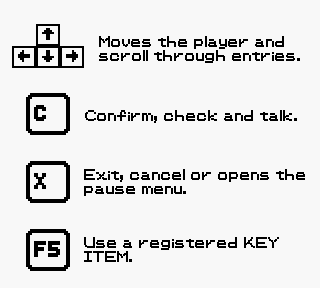 Moves the player and
scroll through entries.
C
Confirm, check and talk.
X
Exit, cancel or opens the
pause menu.
F5
Use a registered KEY
ITEM.